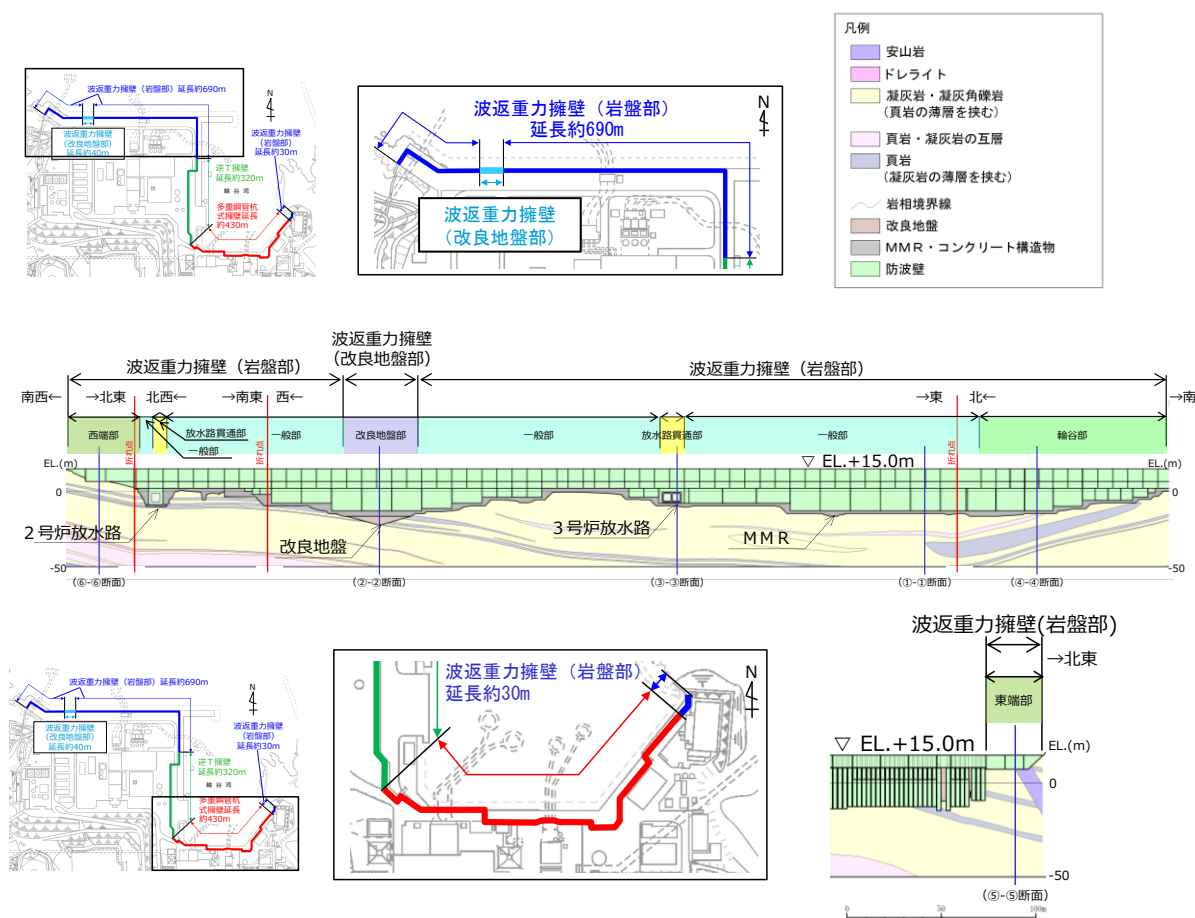 凡例
安山岩
ドレライト
凝灰岩・凝灰角礫岩
(頁岩の薄層を挟む)
頁岩・凝灰岩の互層
頁岩
(凝灰岩の薄層を挟む)
岩相境界線
改良地盤
MMR・コンクリート構造物
防波壁
波返重力擁壁(岩盤部)延長約690m
N
波返重力擁壁
(改良地盤部)
延長約40m
波返重力擁壁
(岩盤部)
延長約30m
逆T擁壁
延長約320m
輪谷湾
多重鋼管杭
式擁壁延長
約430m
波返重力擁壁(岩盤部)
延長約690m
N
波返重力擁壁
(改良地盤部)
波返重力擁壁(岩盤部)
波返重力擁壁
(改良地盤部)
波返重力擁壁(岩盤部)
南西←
→北東
北西←
→南東
西←
→東
北←
→南
西端部
放水路貫通部
一般部
一般部
改良地盤部
一般部
放水路貫通部
一般部
輪谷部
折れ点
折れ点
折れ点
EL.(m)
▽ EL.+15.0m
EL.(m)
0
0
2号炉放水路
改良地盤
3号炉放水路
MMR
-50
-50
(⑥-⑥断面)
(②-②断面)
(③-③断面)
(①-①断面)
(④-④断面)
波返重力擁壁(岩盤部)延長約690m
N
波返重力擁壁
(改良地盤部)
延長約40m
波返重力擁壁
(岩盤部)
延長約30m
逆T擁壁
延長約320m
輪谷湾
多重鋼管杭
式擁壁延長
約430m
波返重力擁壁(岩盤部)
延長約30m
N
波返重力擁壁(岩盤部)
→北東
東端部
▽ EL.+15.0m
EL.(m)
0
-50
(⑤-⑤断面)
0
50
100m